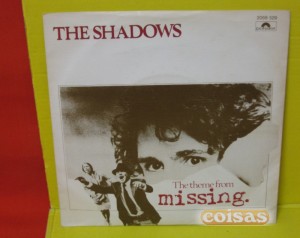 THE SHADOWS
The theme from
missing.
coisas